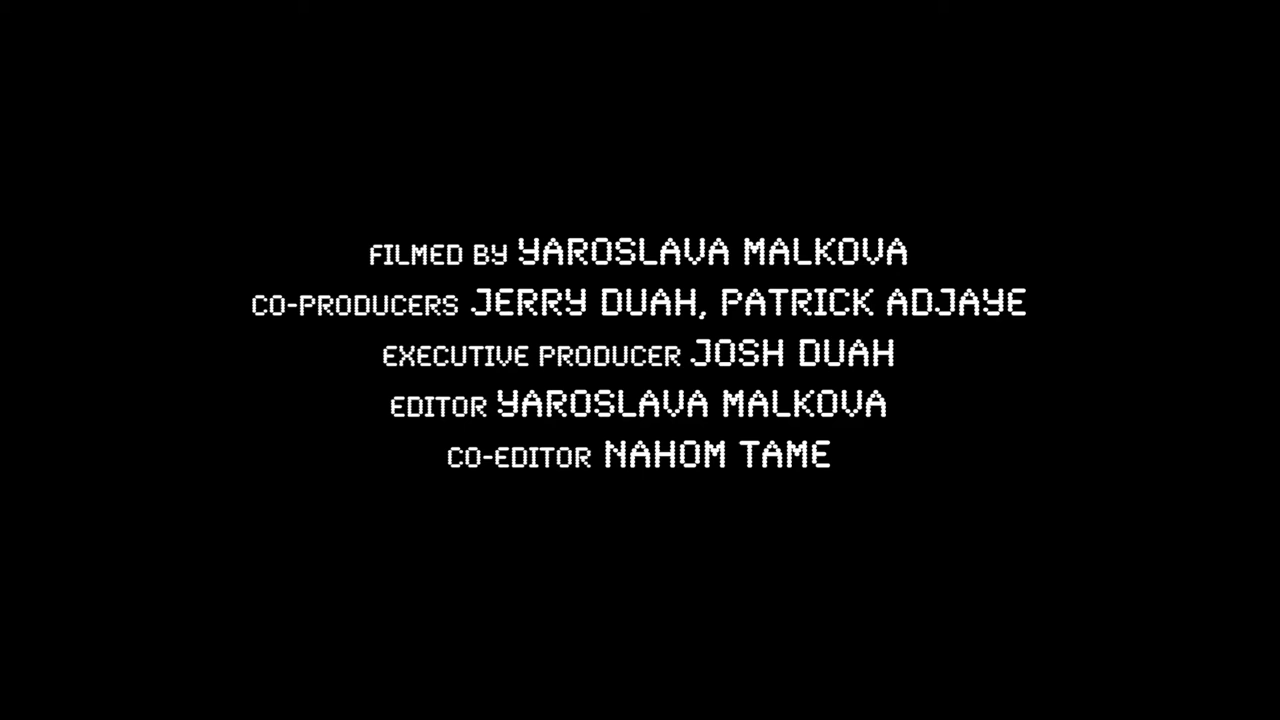 FILMED BY YAROSLAVA MALKOVA
CO-PRODUCERS JERRY DUAH, PATRICK ADJAYE
EXECUTIVE PRODUCER JOSH DUAH
EDITOR YAROSLAVA MALKOVA
CO-EDITOR NAHOM TAME